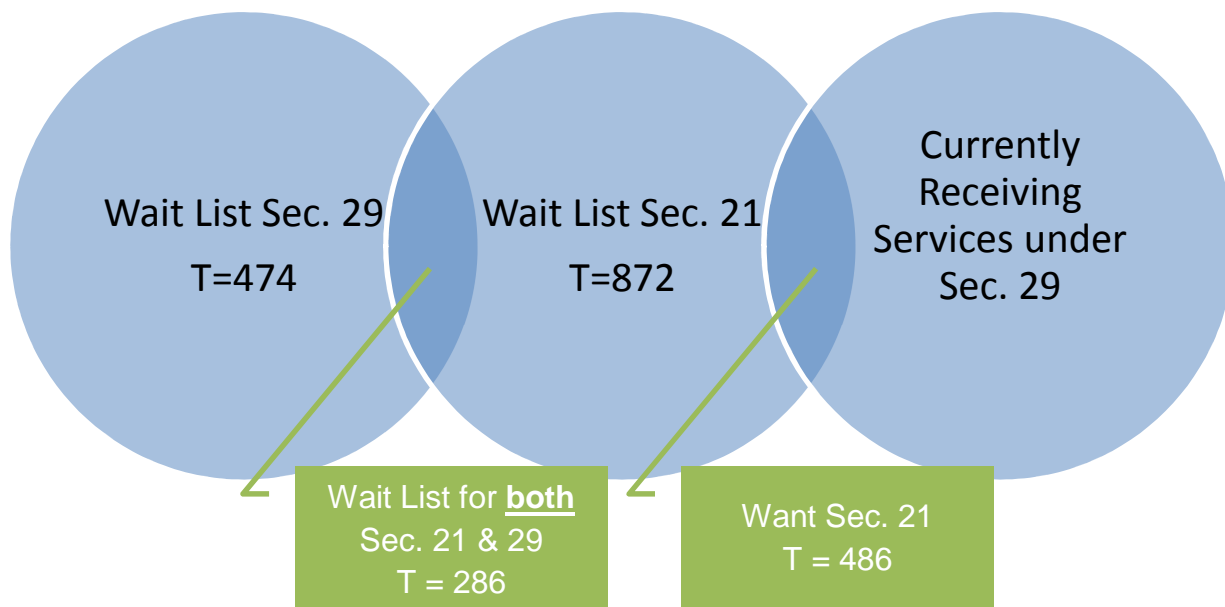 Wait List Sec. 29
T=474
Wait List Sec. 21
T=872
Currently
Receiving
Services under
Sec. 29
Wait List for both
Sec. 21 & 29
T = 286
Want Sec. 21
T = 486